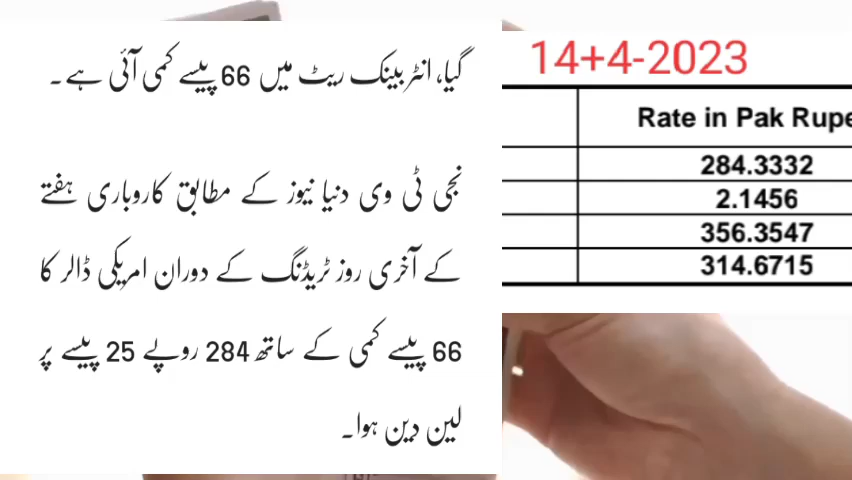 گیا، انٹر بینک ریٹ میں 66 پیسے کمی آئی ہے۔
نجی ٹی وی دنیا نیوز کے مطابق کاروباری ہفتے
کے آخری روز ٹریڈنگ کے دوران امریکی ڈالر کا
66 پیسے کمی کے ساتھ 284 روپے 25 پیسے پر
لین دین ہوا۔
14+4-2023
Rate in Pak Rupe
284.3332
2.1456
356.3547
314.6715